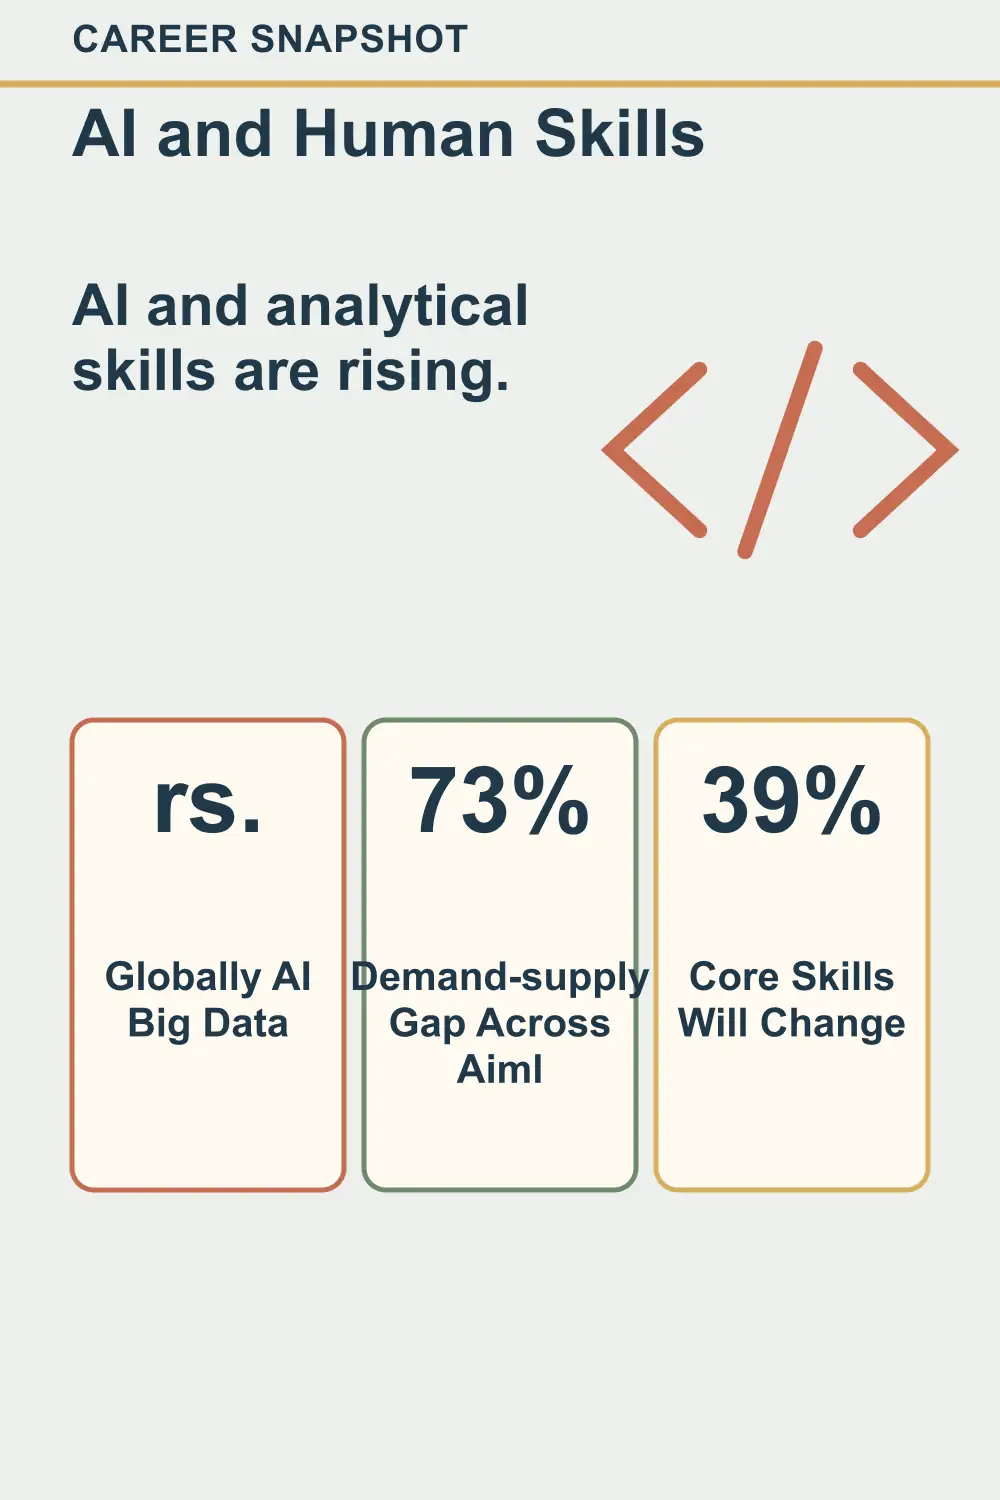 CAREER SNAPSHOT
AI and Human Skills
AI and analytical
skills are rising.
</>
rs.
Globally AI
Big Data
73%
Demand-supply
Gap Across
Aiml
39%
Core Skills
Will Change